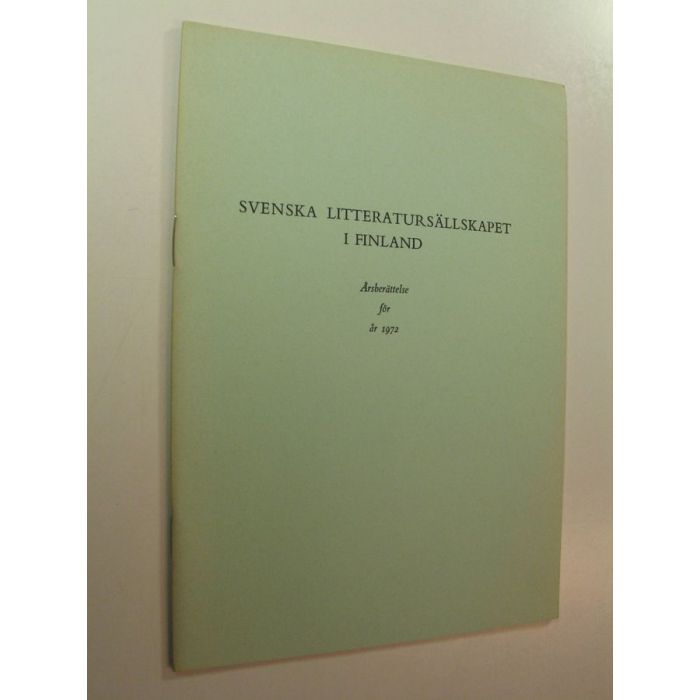 SVENSKA LITTERATURSÄLLSKAPET
I FINLAND
Årsberättelse
för
år 1972